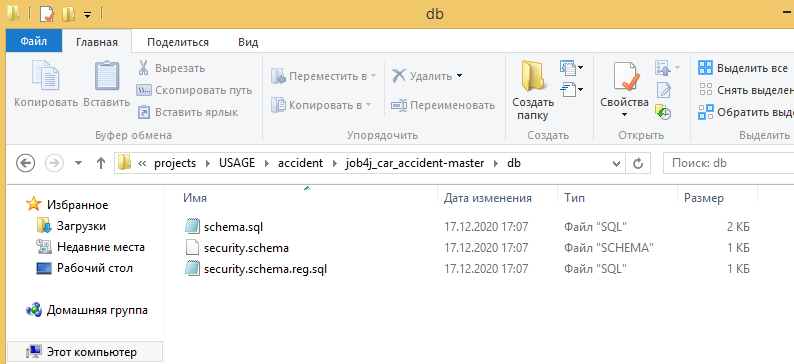 db
Файл Главная Поделиться Вид
Копировать Вставить Вырезать Скопировать путь Вставить ярлык
Буфер обмена
Переместить в Копировать в Удалить Переименовать
Упорядочить
Создать папку
Создать
Свойства
Открыть
Выделить все
Снять выделен
Обратить выдел
Выделить
« projects USAGE accident job4j_car_accident-master db
Поиск: db
Имя Дата изменения Тип Размер
schema.sql 17.12.2020 17:07 Файл "SQL" 2 КБ
security.schema 17.12.2020 17:07 Файл "SCHEMA" 1 КБ
security.schema.reg.sql 17.12.2020 17:07 Файл "SQL" 1 КБ
Избранное
Загрузки
Недавние места
Рабочий стол
Домашняя группа
Этот компьютер